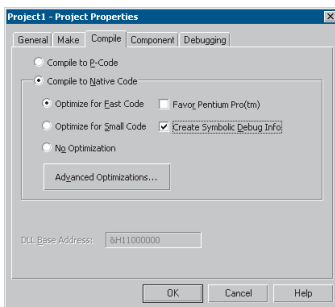 Project1 - Project Properties
General Make Compile Component Debugging
Compile to P-Code
Compile to Native Code
Optimize for Fast Code Favor Pentium Pro(tm)
Optimize for Small Code Create Symbolic Debug Info
No Optimization
Advanced Optimizations...
DLL Base Address: &H11000000
OK Cancel Help